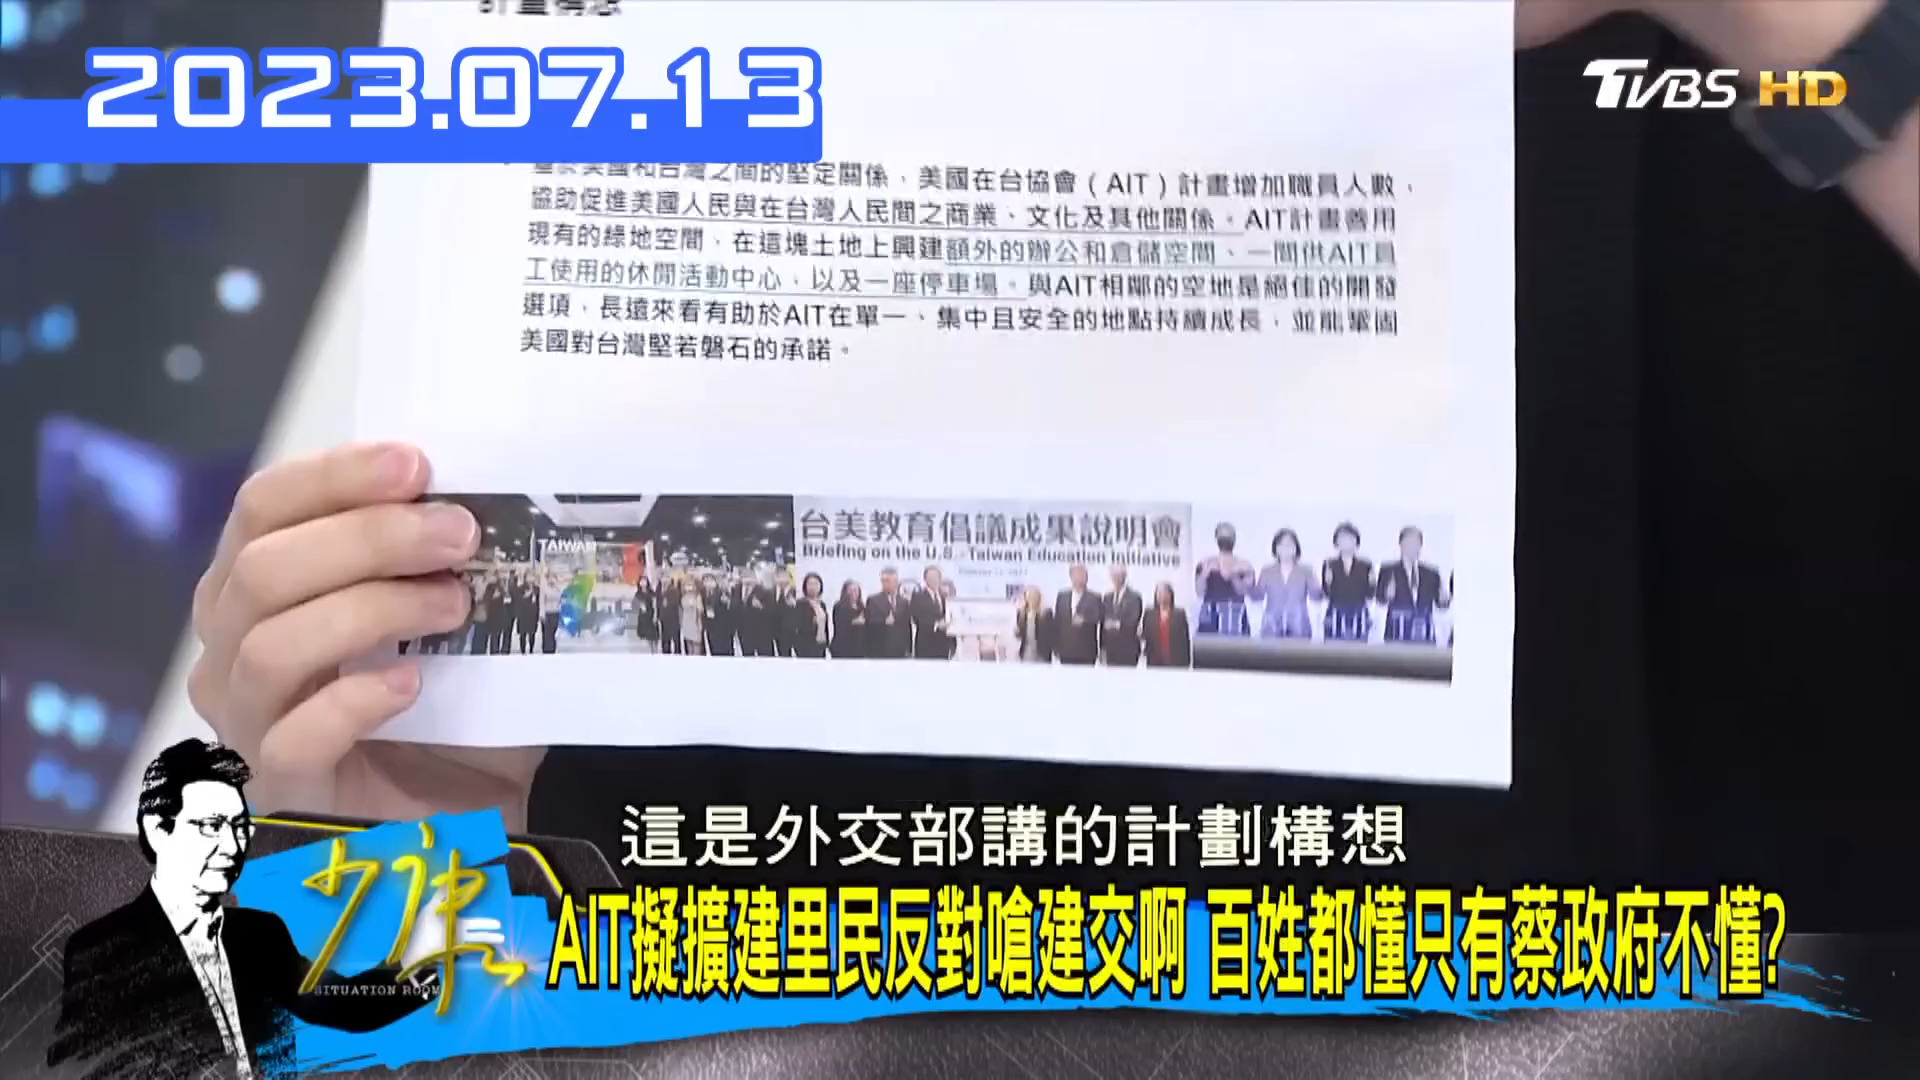 計畫構想
2023.07.13
TVBS HD
基於美國和台灣之間的堅定關係，美國在台協會（AIT）計畫增加職員人數，
協助促進美國人民與在台灣人民間之商業、文化及其他關係。AIT計畫善用
現有的綠地空間，在這塊土地上興建額外的辦公和倉儲空間、一間供AIT員
工使用的休閒活動中心，以及一座停車場。與AIT相鄰的空地是絕佳的開發
選項，長遠來看有助於AIT在單一、集中且安全的地點持續成長，並能鞏固
美國對台灣堅若磐石的承諾。
TAIWAN
台美教育倡議成果說明會
Briefing on the U.S.-Taiwan Education Initiative
這是外交部講的計劃構想
少康
SITUATION ROOM
AIT擬擴建里民反對嗆建交啊 百姓都懂只有蔡政府不懂?